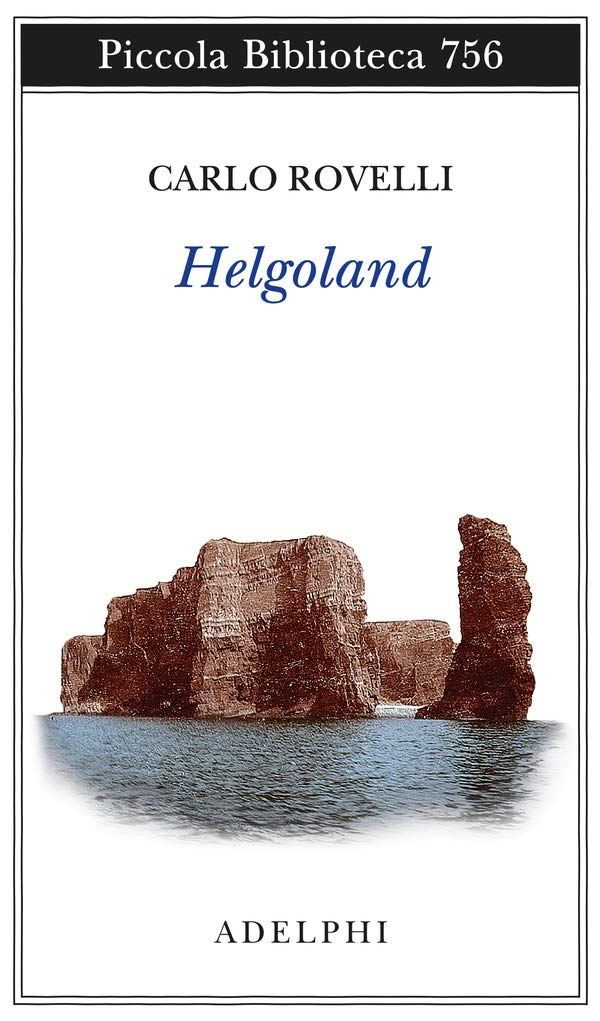 Piccola Biblioteca 756
CARLO ROVELLI
Helgoland
ADELPHI